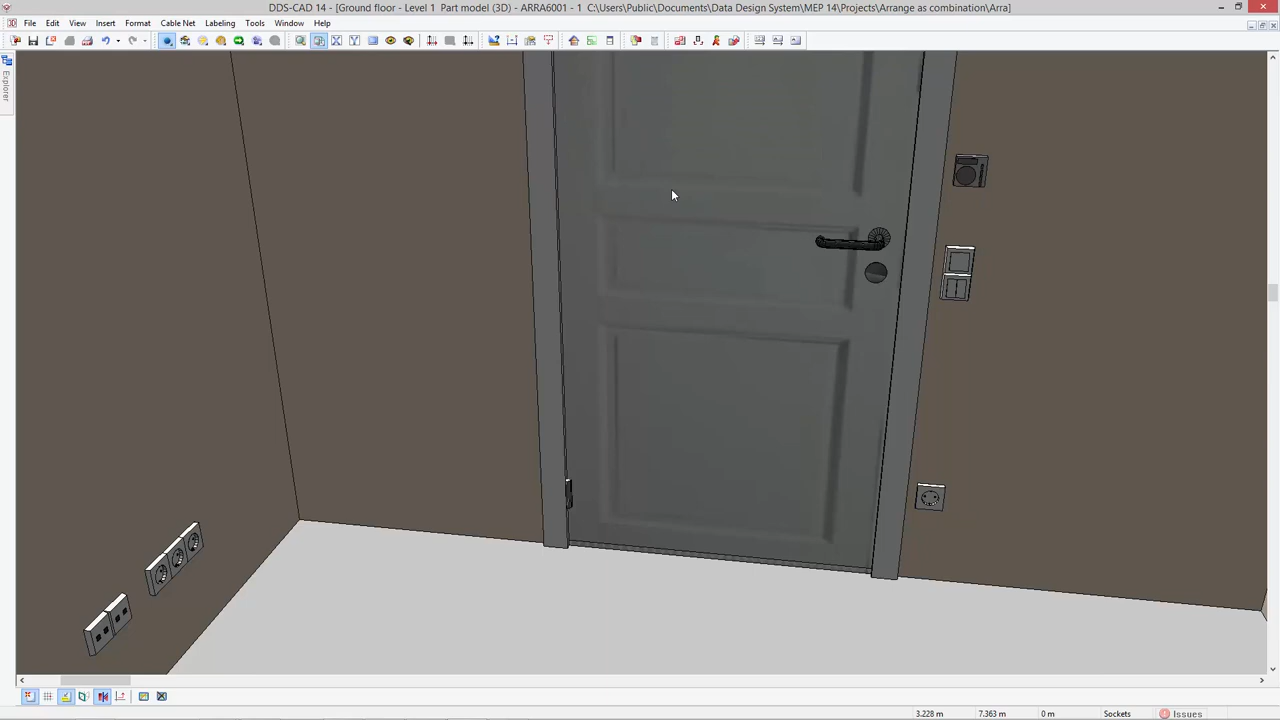 DDS-CAD 14 - [Ground floor - Level 1  Part model (3D) - ARRA6001 - 1  C:\Users\Public\Documents\Data Design System\MEP 14\Projects\Arrange as combination\Arra]
File Edit View Insert Format Cable Net Labeling Tools Window Help
Explorer
3.228 m 7.363 m 0 m Sockets Issues